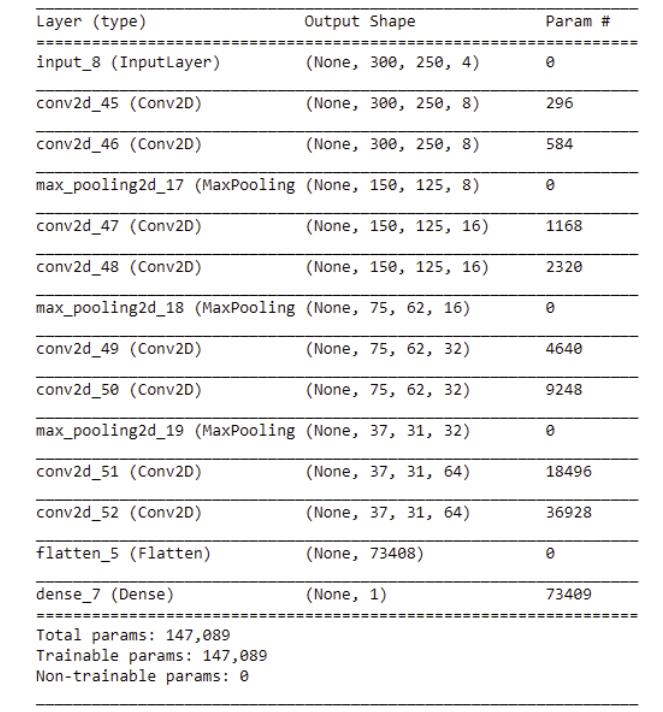 Layer (type) Output Shape Param #
input_8 (InputLayer) (None, 300, 250, 4) 0
conv2d_45 (Conv2D) (None, 300, 250, 8) 296
conv2d_46 (Conv2D) (None, 300, 250, 8) 584
max_pooling2d_17 (MaxPooling (None, 150, 125, 8) 0
conv2d_47 (Conv2D) (None, 150, 125, 16) 1168
conv2d_48 (Conv2D) (None, 150, 125, 16) 2320
max_pooling2d_18 (MaxPooling (None, 75, 62, 16) 0
conv2d_49 (Conv2D) (None, 75, 62, 32) 4640
conv2d_50 (Conv2D) (None, 75, 62, 32) 9248
max_pooling2d_19 (MaxPooling (None, 37, 31, 32) 0
conv2d_51 (Conv2D) (None, 37, 31, 64) 18496
conv2d_52 (Conv2D) (None, 37, 31, 64) 36928
flatten_5 (Flatten) (None, 73408) 0
dense_7 (Dense) (None, 1) 73409
Total params: 147,089
Trainable params: 147,089
Non-trainable params: 0